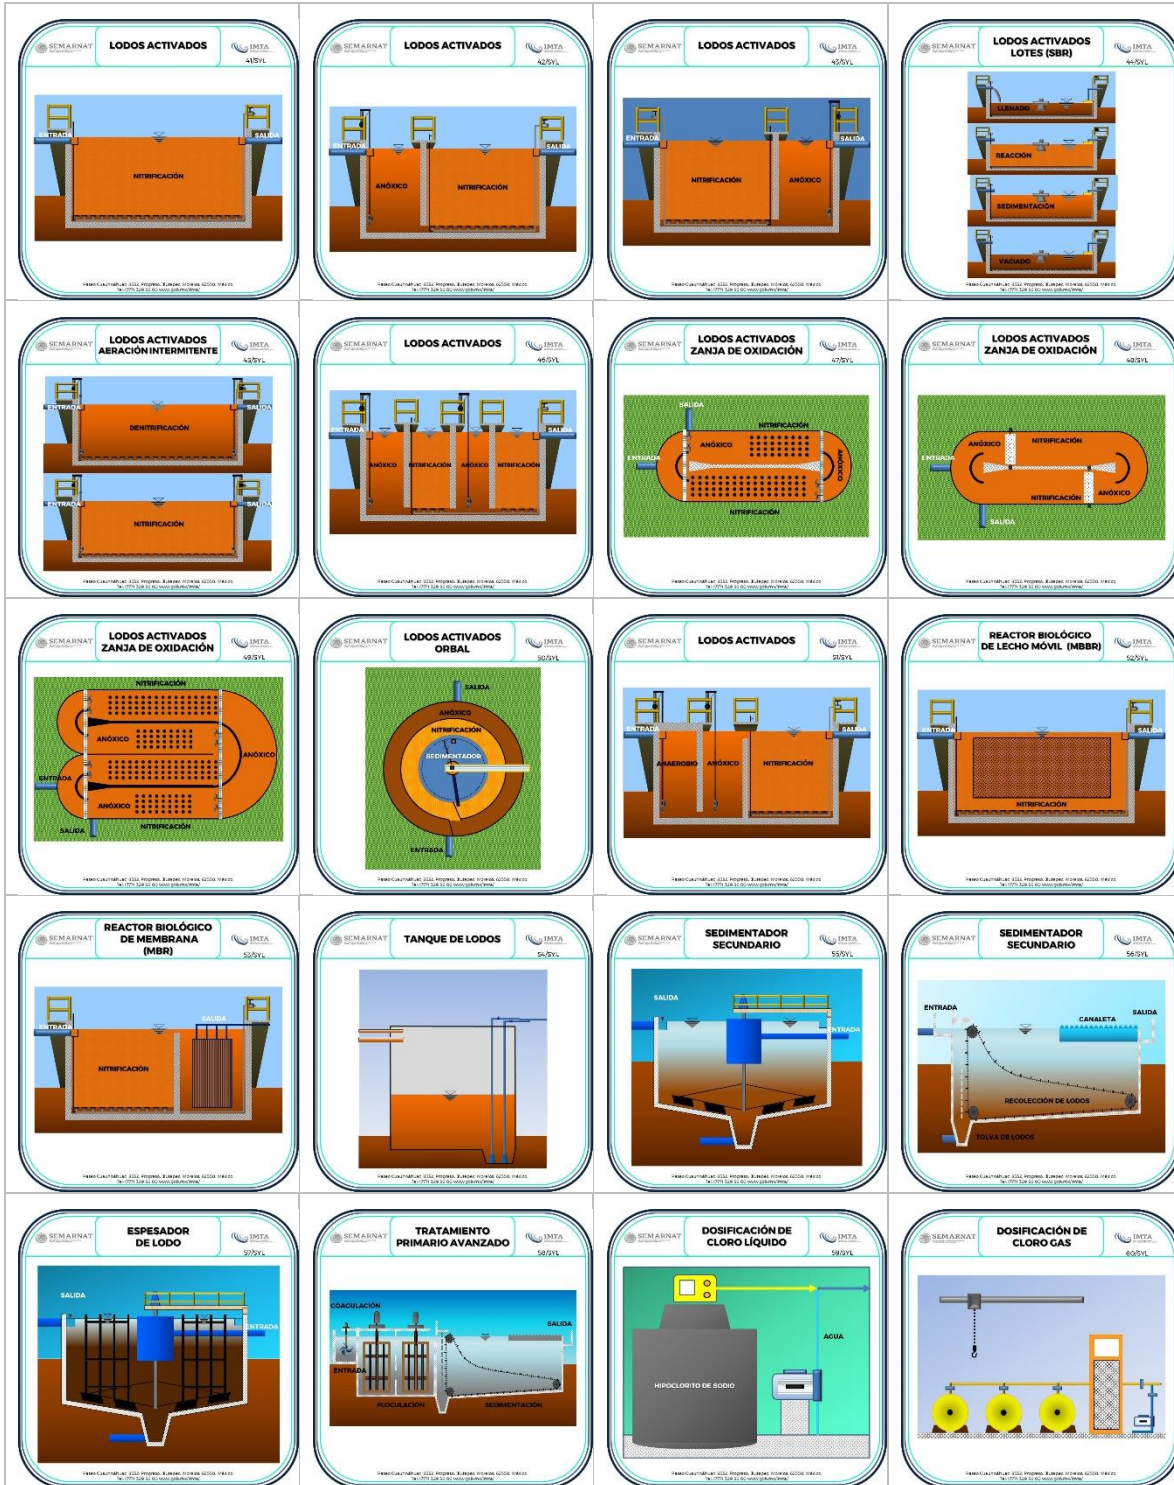 SEMARNAT
LODOS ACTIVADOS
IMTA
41/SYL
ENTRADA
SALIDA
NITRIFICACIÓN
SEMARNAT
LODOS ACTIVADOS
IMTA
42/SYL
ENTRADA
SALIDA
ANÓXICO
NITRIFICACIÓN
SEMARNAT
LODOS ACTIVADOS
IMTA
43/SYL
ENTRADA
SALIDA
NITRIFICACIÓN
ANÓXICO
SEMARNAT
LODOS ACTIVADOS
LOTES (SBR)
IMTA
44/SYL
LLENADO
REACCIÓN
SEDIMENTACIÓN
VACIADO
SEMARNAT
LODOS ACTIVADOS
AERACIÓN INTERMITENTE
IMTA
45/SYL
ENTRADA
SALIDA
DENITRIFICACIÓN
ENTRADA
SALIDA
NITRIFICACIÓN
SEMARNAT
LODOS ACTIVADOS
IMTA
46/SYL
ENTRADA
SALIDA
ANÓXICO
NITRIFICACIÓN
ANÓXICO
NITRIFICACIÓN
SEMARNAT
LODOS ACTIVADOS
ZANJA DE OXIDACIÓN
IMTA
47/SYL
SALIDA
NITRIFICACIÓN
ANÓXICO
ENTRADA
ANÓXICO
NITRIFICACIÓN
SEMARNAT
LODOS ACTIVADOS
ZANJA DE OXIDACIÓN
IMTA
48/SYL
ANÓXICO
NITRIFICACIÓN
ENTRADA
NITRIFICACIÓN
ANÓXICO
SALIDA
SEMARNAT
LODOS ACTIVADOS
ZANJA DE OXIDACIÓN
IMTA
49/SYL
NITRIFICACIÓN
ANÓXICO
ANÓXICO
ENTRADA
ANÓXICO
SALIDA
NITRIFICACIÓN
SEMARNAT
LODOS ACTIVADOS
ORBAL
IMTA
50/SYL
SALIDA
ANÓXICO
NITRIFICACIÓN
SEDIMENTADOR
ENTRADA
SEMARNAT
LODOS ACTIVADOS
IMTA
51/SYL
ENTRADA
SALIDA
ANAEROBIO
ANÓXICO
NITRIFICACIÓN
SEMARNAT
REACTOR BIOLÓGICO
DE LECHO MÓVIL (MBBR)
IMTA
52/SYL
ENTRADA
SALIDA
NITRIFICACIÓN
SEMARNAT
REACTOR BIOLÓGICO
DE MEMBRANA
(MBR)
IMTA
53/SYL
ENTRADA
SALIDA
NITRIFICACIÓN
SEMARNAT
TANQUE DE LODOS
IMTA
54/SYL
SEMARNAT
SEDIMENTADOR
SECUNDARIO
IMTA
55/SYL
SALIDA
ENTRADA
SEMARNAT
SEDIMENTADOR
SECUNDARIO
IMTA
56/SYL
ENTRADA
SALIDA
CANALETA
RECOLECCIÓN DE LODOS
TOLVA DE LODOS
SEMARNAT
ESPESADOR
DE LODO
IMTA
57/SYL
SALIDA
ENTRADA
SEMARNAT
TRATAMIENTO
PRIMARIO AVANZADO
IMTA
58/SYL
COAGULACIÓN
SALIDA
ENTRADA
FLOCULACIÓN
SEDIMENTACIÓN
SEMARNAT
DOSIFICACIÓN DE
CLORO LÍQUIDO
IMTA
59/SYL
AGUA
HIPOCLORITO DE SODIO
SEMARNAT
DOSIFICACIÓN DE
CLORO GAS
IMTA
60/SYL